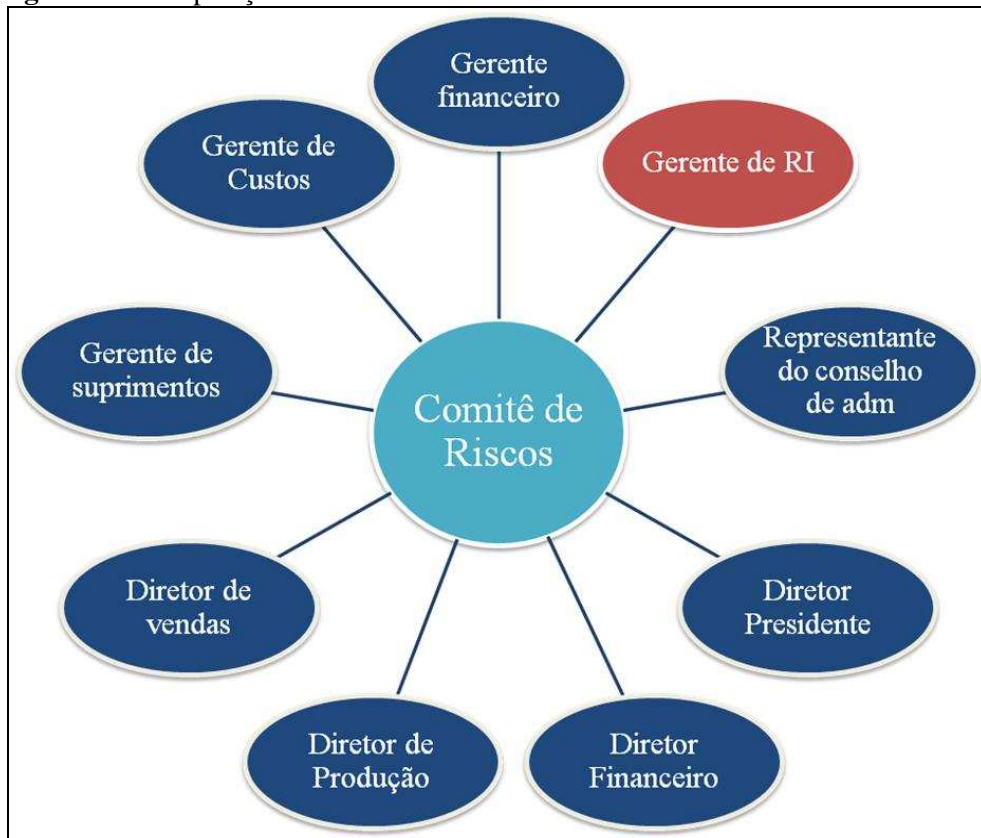 Gerente
financeiro
Gerente de RI
Representante
do conselho
de adm
Diretor
Presidente
Diretor
Financeiro
Diretor de
Produção
Diretor de
vendas
Gerente de
suprimentos
Gerente de
Custos
Comitê de
Riscos